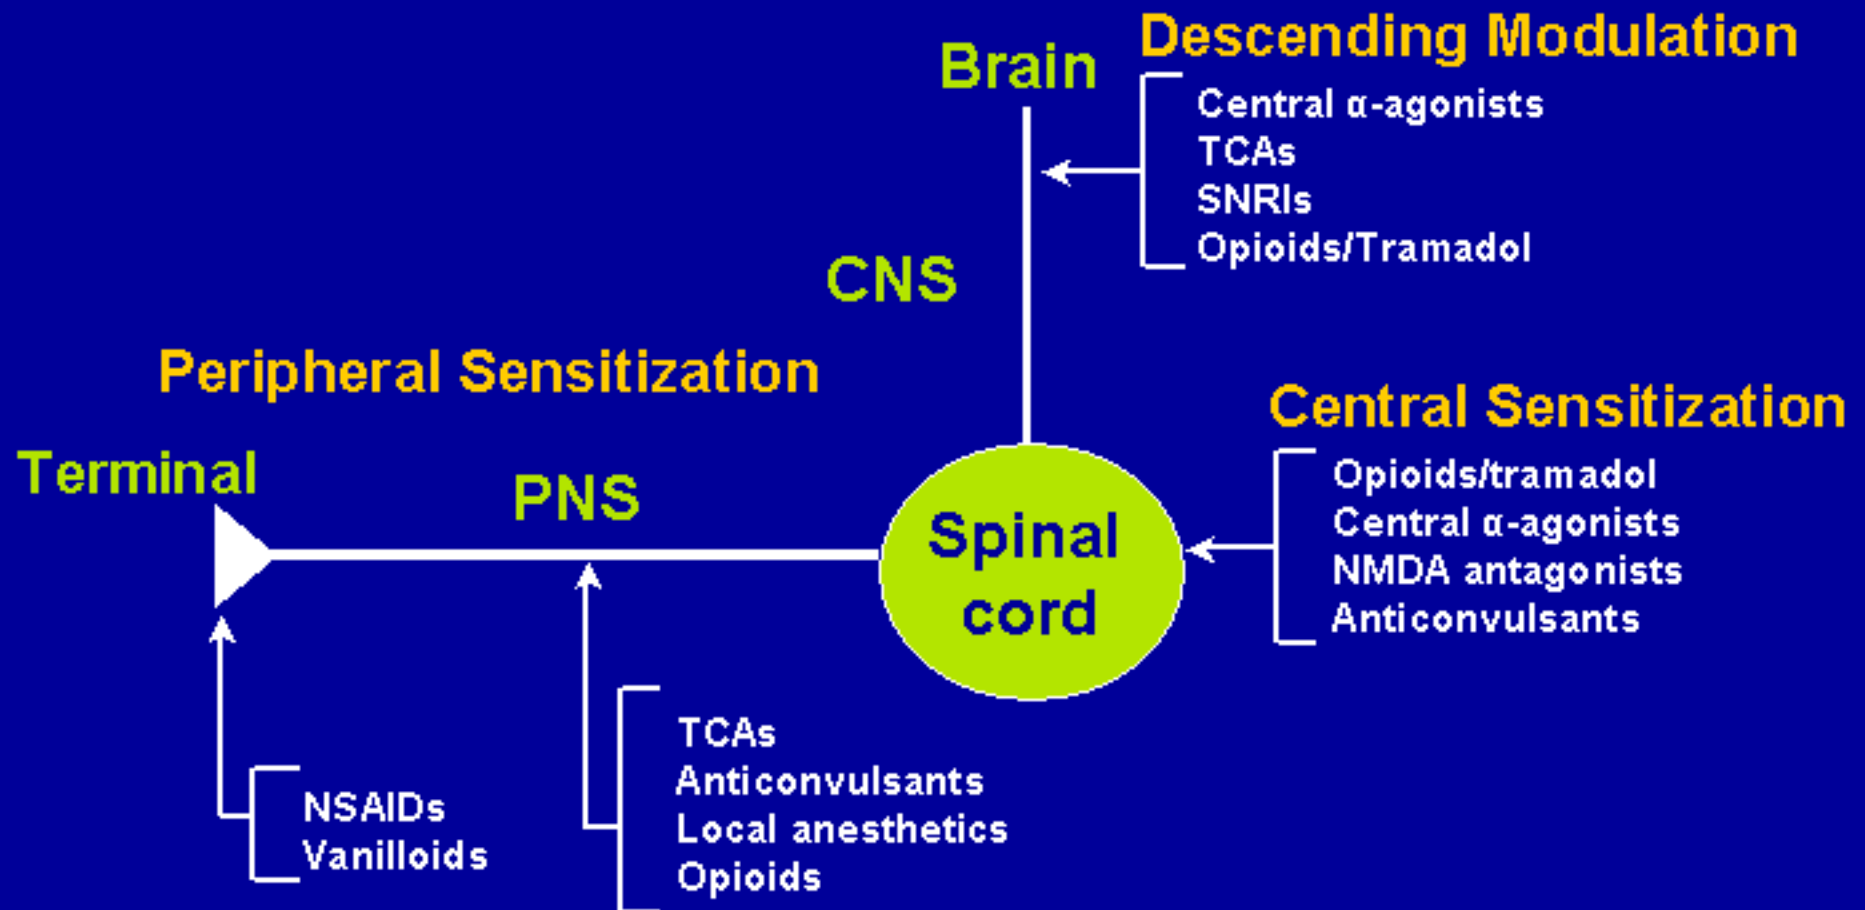 Descending Modulation
Brain
Central α-agonists
TCAs
SNRIs
Opioids/Tramadol
CNS
Peripheral Sensitization
Central Sensitization
Terminal
PNS
Opioids/tramadol
Central α-agonists
NMDA antagonists
Anticonvulsants
Spinal
cord
TCAs
Anticonvulsants
Local anesthetics
Opioids
NSAIDs
Vanilloids